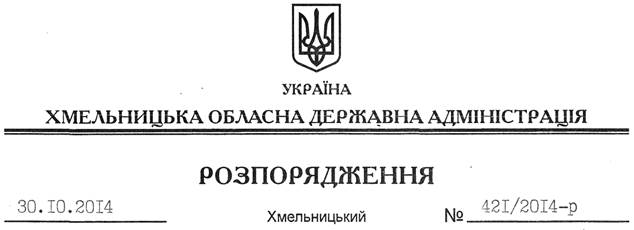 УКРАЇНА
ХМЕЛЬНИЦЬКА ОБЛАСНА ДЕРЖАВНА АДМІНІСТРАЦІЯ
РОЗПОРЯДЖЕННЯ
30.10.2014 Хмельницький № 421/2014-р